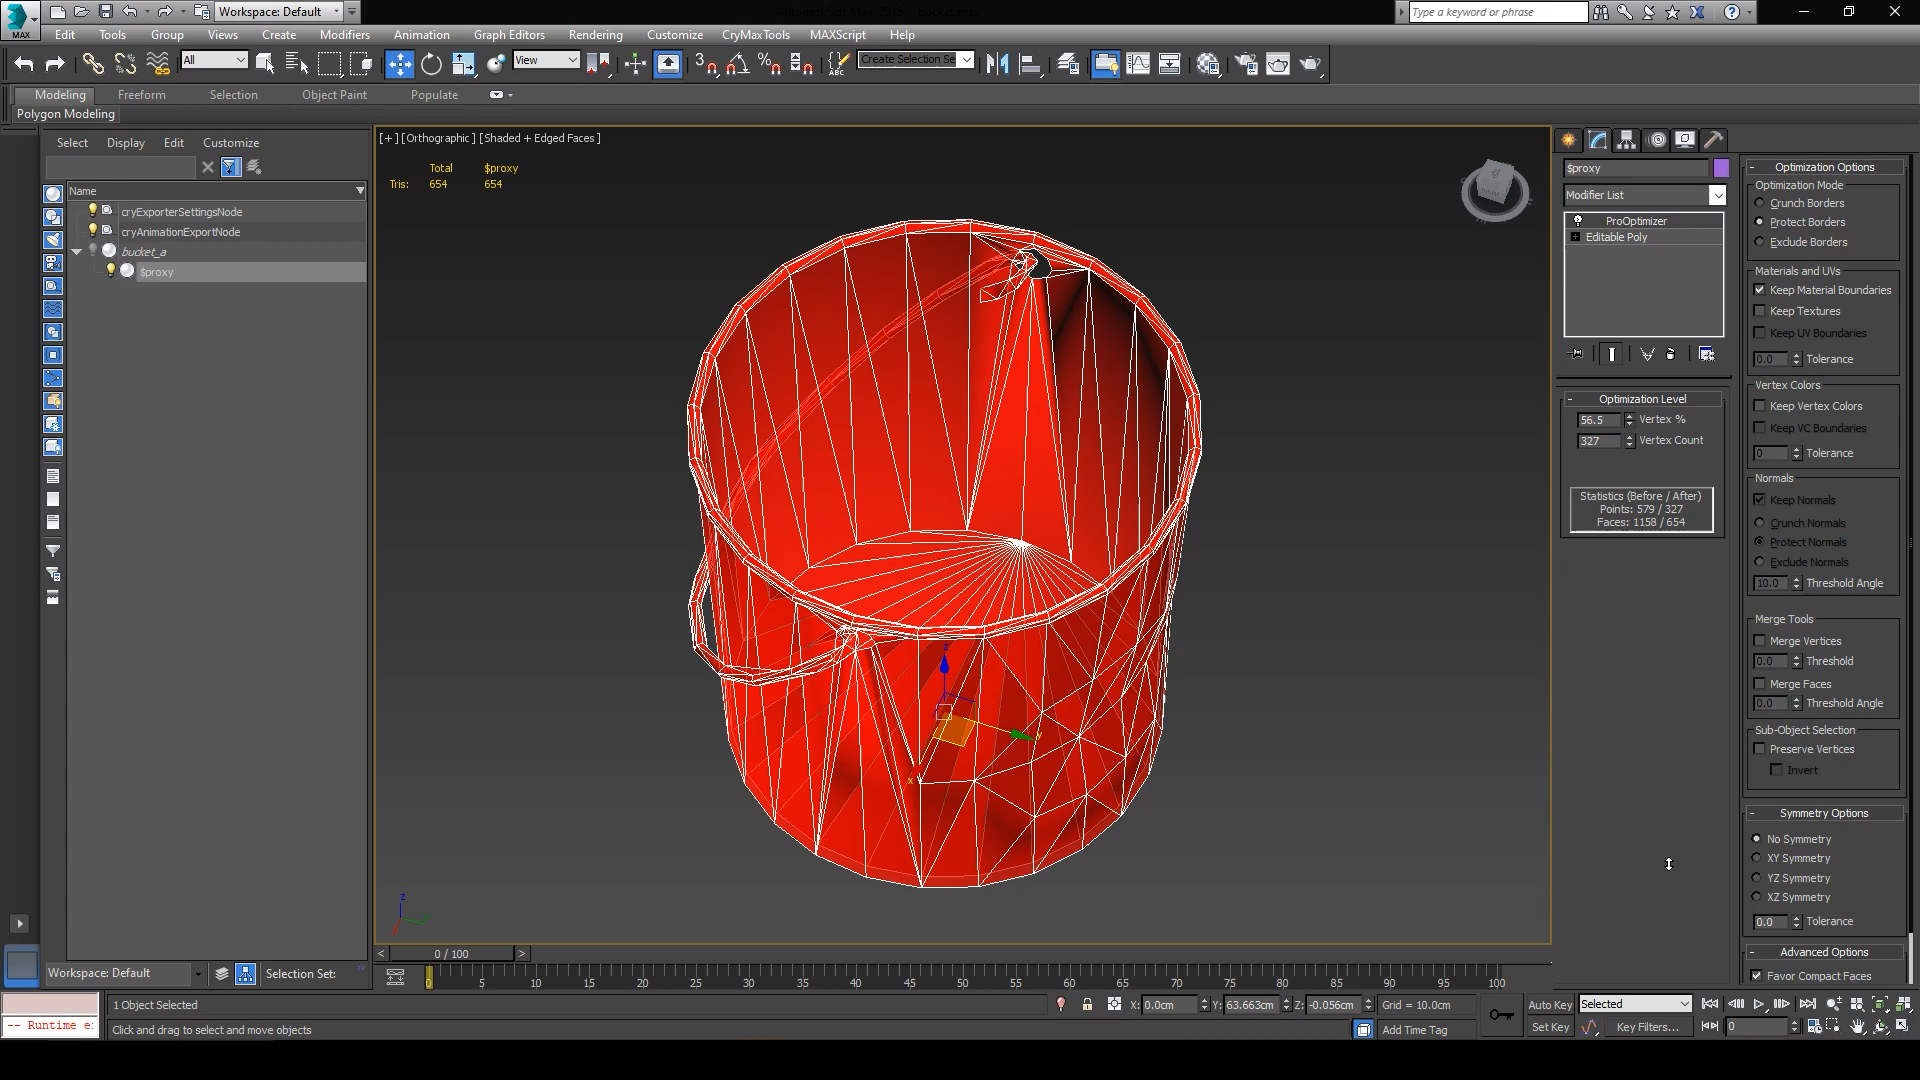 Workspace: Default
Type a keyword or phrase
MAX
Edit Tools Group Views Create Modifiers Animation Graph Editors Rendering Customize CryMaxTools MAXScript Help
All
View
3
%
ABC
Create Selection Se
Modeling Freeform Selection Object Paint Populate
Polygon Modeling
Select Display Edit Customize
Name
cryExporterSettingsNode
cryAnimationExportNode
bucket_a
$proxy
[+] [Orthographic] [Shaded + Edged Faces]
Total $proxy
Tris: 654 654
z
y
x
z
$proxy
Modifier List
ProOptimizer
Editable Poly
- Optimization Level
56.5 Vertex %
327 Vertex Count
Statistics (Before / After)
Points: 579 / 327
Faces: 1158 / 654
- Optimization Options
Optimization Mode
Crunch Borders
Protect Borders
Exclude Borders
Materials and UVs
Keep Material Boundaries
Keep Textures
Keep UV Boundaries
0.0 Tolerance
Vertex Colors
Keep Vertex Colors
Keep VC Boundaries
0 Tolerance
Normals
Keep Normals
Crunch Normals
Protect Normals
Exclude Normals
10.0 Threshold Angle
Merge Tools
Merge Vertices
0.0 Threshold
Merge Faces
0.0 Threshold Angle
Sub-Object Selection
Preserve Vertices
Invert
- Symmetry Options
No Symmetry
XY Symmetry
YZ Symmetry
XZ Symmetry
0.0 Tolerance
- Advanced Options
Favor Compact Faces
< 0 / 100 >
Workspace: Default
Selection Set:
0 5 10 15 20 25 30 35 40 45 50 55 60 65 70 75 80 85 90 95 100
1 Object Selected
X: 0.0cm Y: 63.663cm Z: -0.056cm Grid = 10.0cm
Auto Key Selected
-- Runtime e:
Click and drag to select and move objects
Add Time Tag
Set Key Key Filters... 0